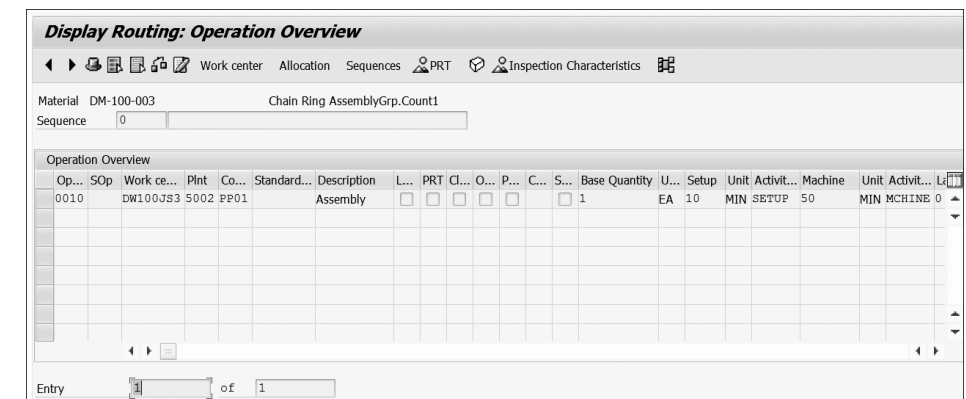 Display Routing: Operation Overview
Work center Allocation Sequences PRT Inspection Characteristics
Material DM-100-003 Chain Ring AssemblyGrp.Count1
Sequence 0
Operation Overview
Op... SOp Work ce... Plnt Co... Standard... Description L... PRT Cl... O... P... C... S... Base Quantity U... Setup Unit Activit... Machine Unit Activit... La
0010 DW100JS3 5002 PP01 Assembly 1 EA 10 MIN SETUP 50 MIN MCHINE 0
Entry 1 of 1